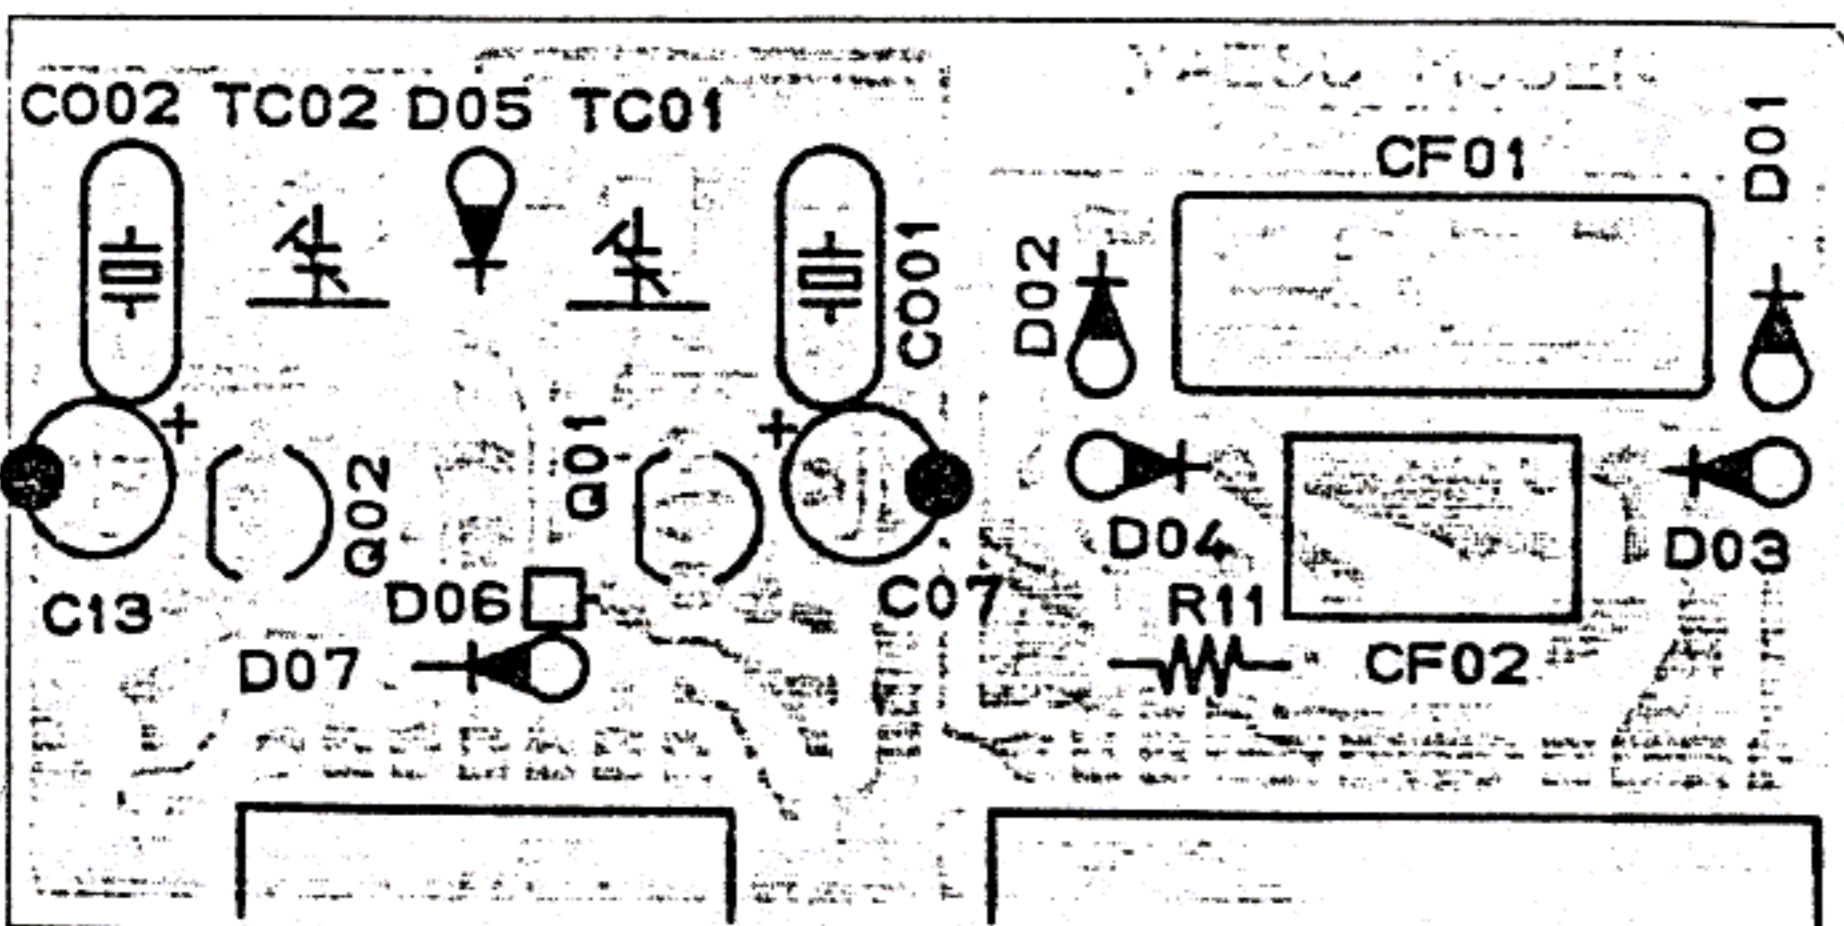 CO02 TC02 D05 TC01
CF01
D01
CO01
D02
+
+
Q01
Q02
D04
D03
C13
D06
C07
R11
D07
CF02